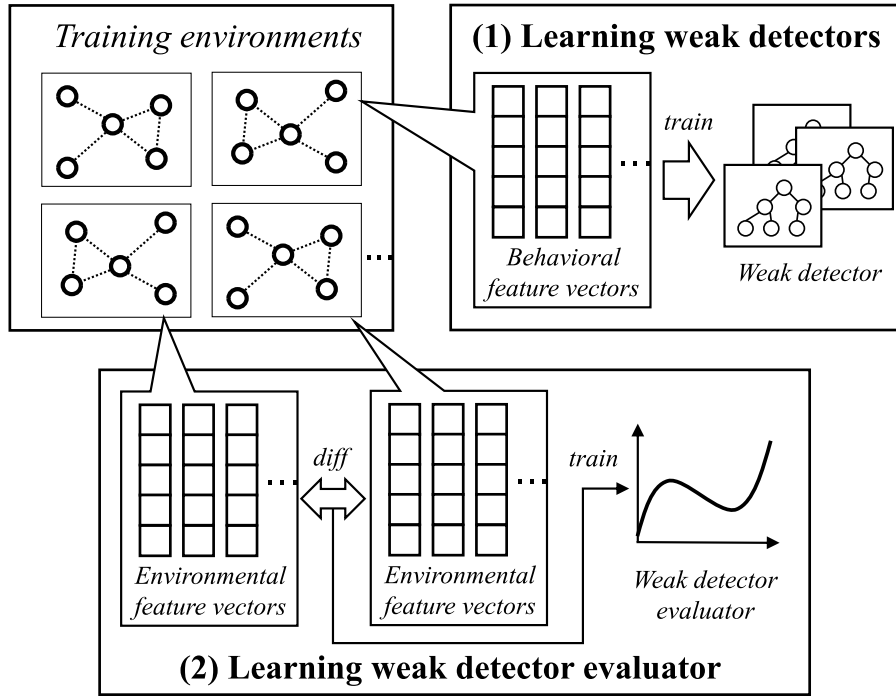 Training environments
(1) Learning weak detectors
train
Behavioral
feature vectors
Weak detector
diff
train
Environmental
feature vectors
Environmental
feature vectors
Weak detector
evaluator
(2) Learning weak detector evaluator